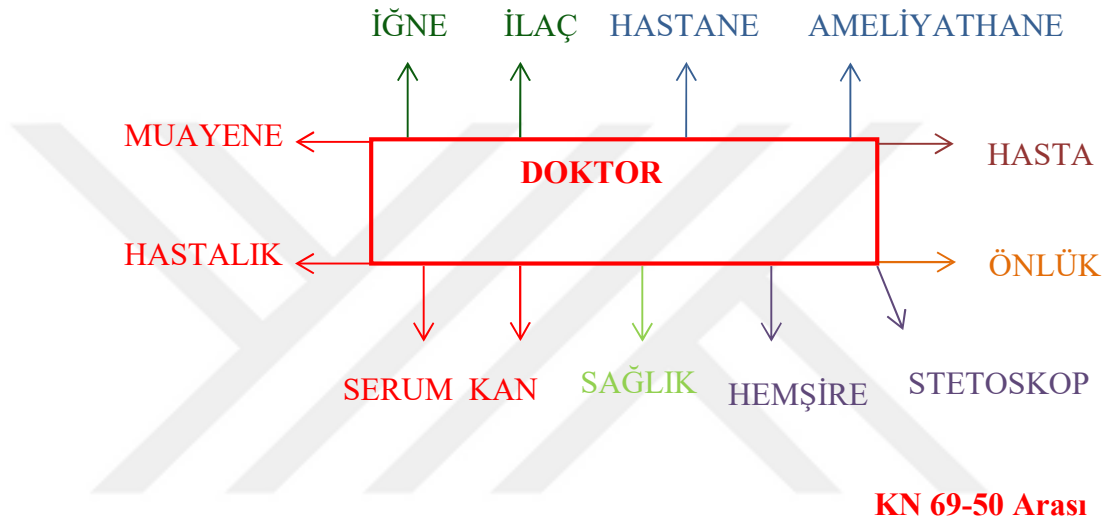 İĞNE İLAÇ HASTANE AMELİYATHANE
MUAYENE
HASTA
DOKTOR
HASTALIK
ÖNLÜK
SERUM KAN SAĞLIK HEMŞİRE STETOSKOP
KN 69-50 Arası